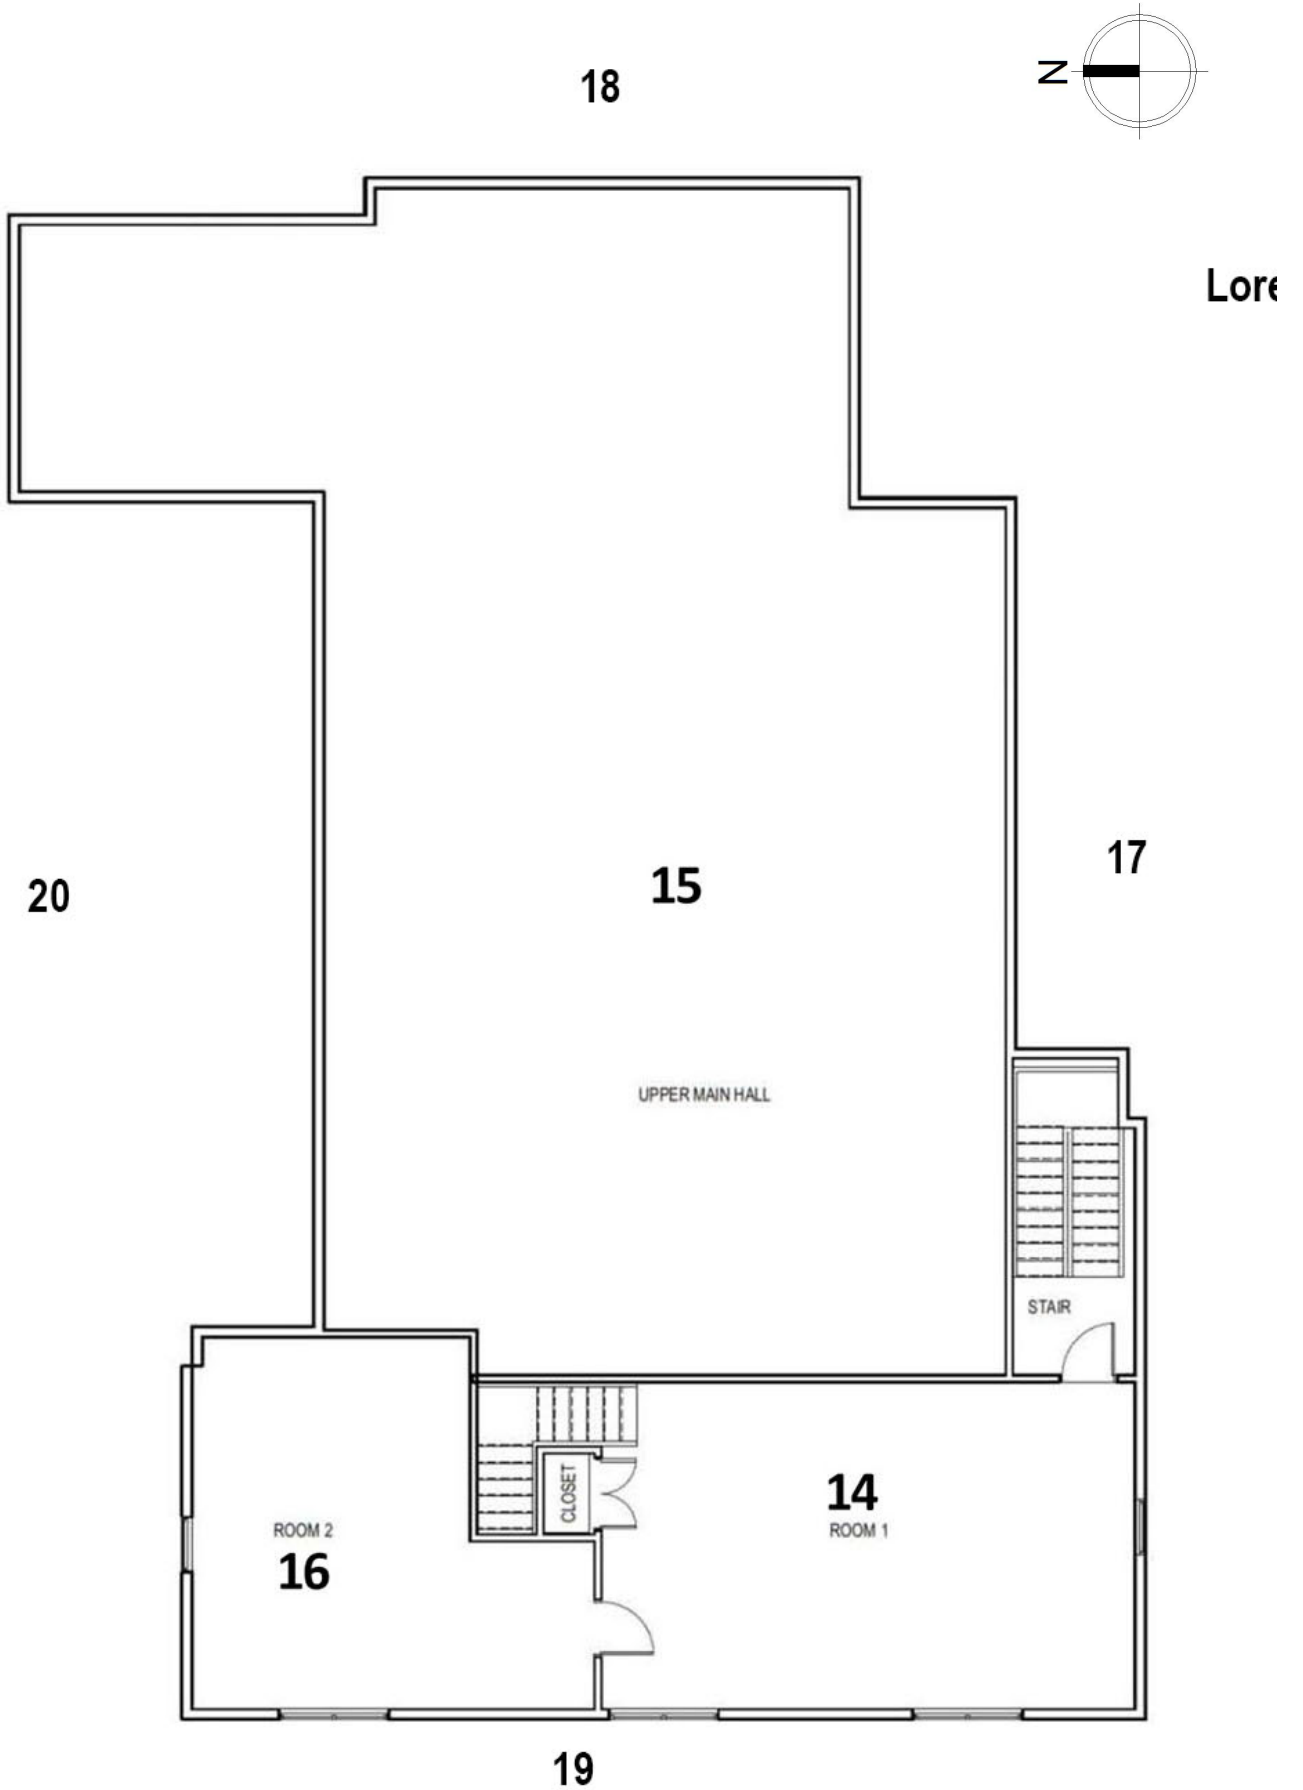 N
18
Lore
17
15
20
UPPER MAIN HALL
STAIR
CLOSET
14
ROOM 1
ROOM 2
16
19